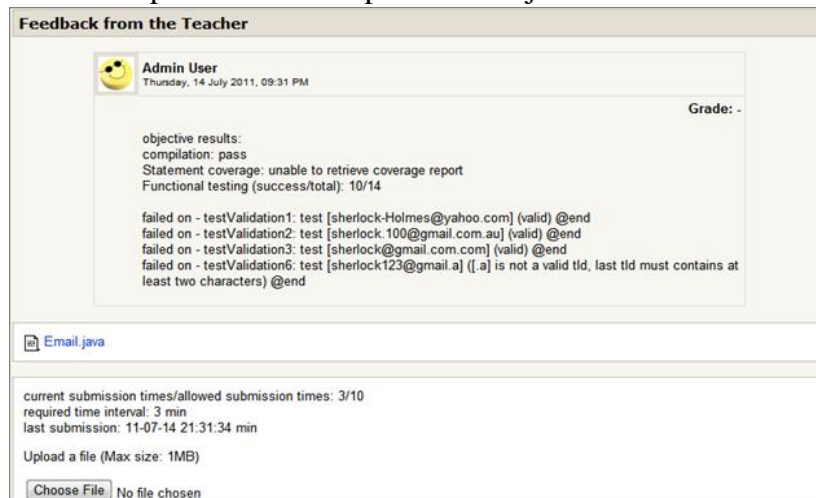 Feedback from the Teacher
Admin User
Thursday, 14 July 2011, 09:31 PM
Grade: -
objective results:
compilation: pass
Statement coverage: unable to retrieve coverage report
Functional testing (success/total): 10/14
failed on - testValidation1: test [sherlock-Holmes@yahoo.com] (valid) @end
failed on - testValidation2: test [sherlock.100@gmail.com.au] (valid) @end
failed on - testValidation3: test [sherlock@gmail.com.com] (valid) @end
failed on - testValidation6: test [sherlock123@gmail.a] ([.a] is not a valid tld, last tld must contains at
least two characters) @end
Email.java
current submission times/allowed submission times: 3/10
required time interval: 3 min
last submission: 11-07-14 21:31:34 min
Upload a file (Max size: 1MB)
Choose File No file chosen